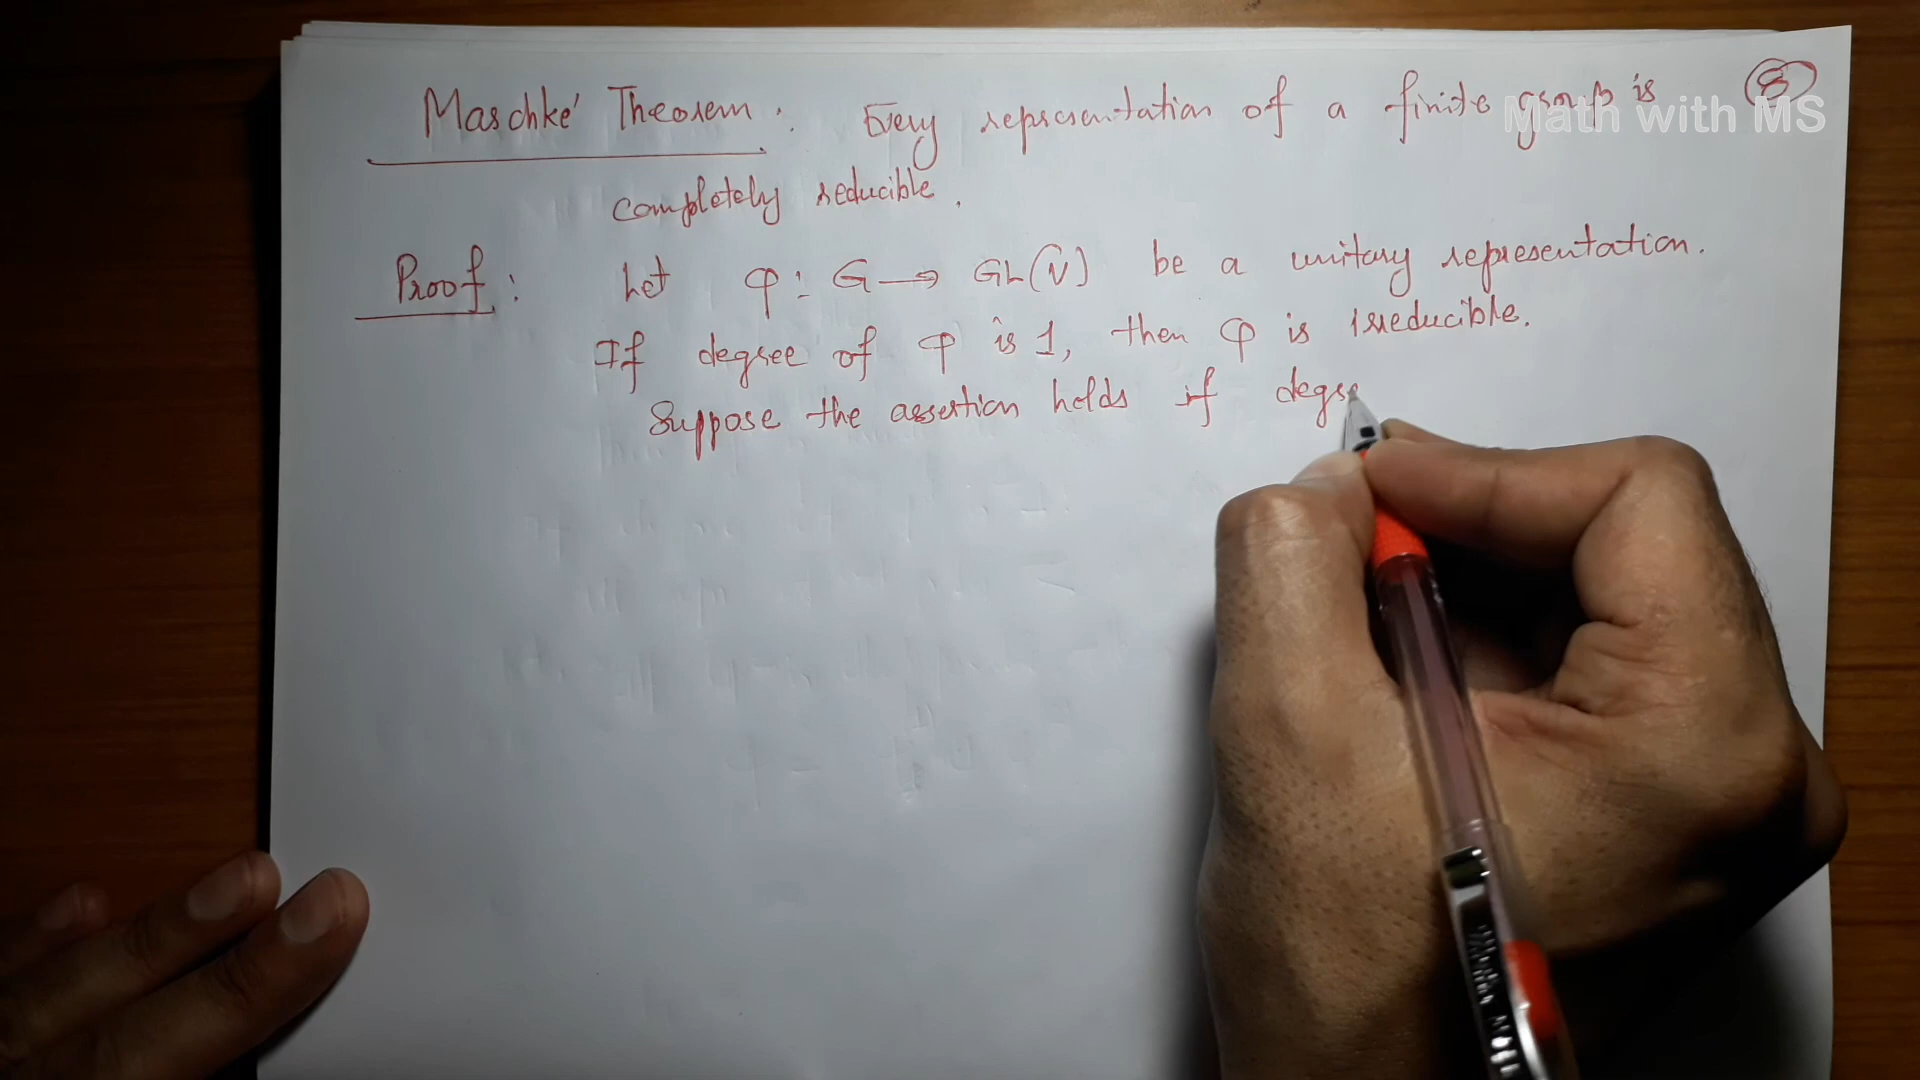 Maschke' Theorem : Every representation of a finite group is
8
Math with MS
completely reducible.
Proof : Let φ : G → GL(V) be a unitary representation.
If degree of φ is 1, then φ is irreducible.
Suppose the assertion holds if degre